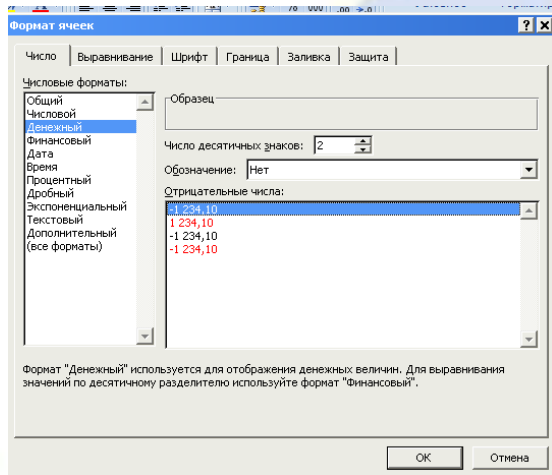 Формат ячеек
Число Выравнивание Шрифт Граница Заливка Защита
Числовые форматы:
Общий
Числовой
Денежный
Финансовый
Дата
Время
Процентный
Дробный
Экспоненциальный
Текстовый
Дополнительный
(все форматы)
Образец
Число десятичных знаков: 2
Обозначение: Нет
Отрицательные числа:
-1 234,10
1 234,10
-1 234,10
-1 234,10
Формат "Денежный" используется для отображения денежных величин. Для выравнивания
значений по десятичному разделителю используйте формат "Финансовый".
ОК Отмена